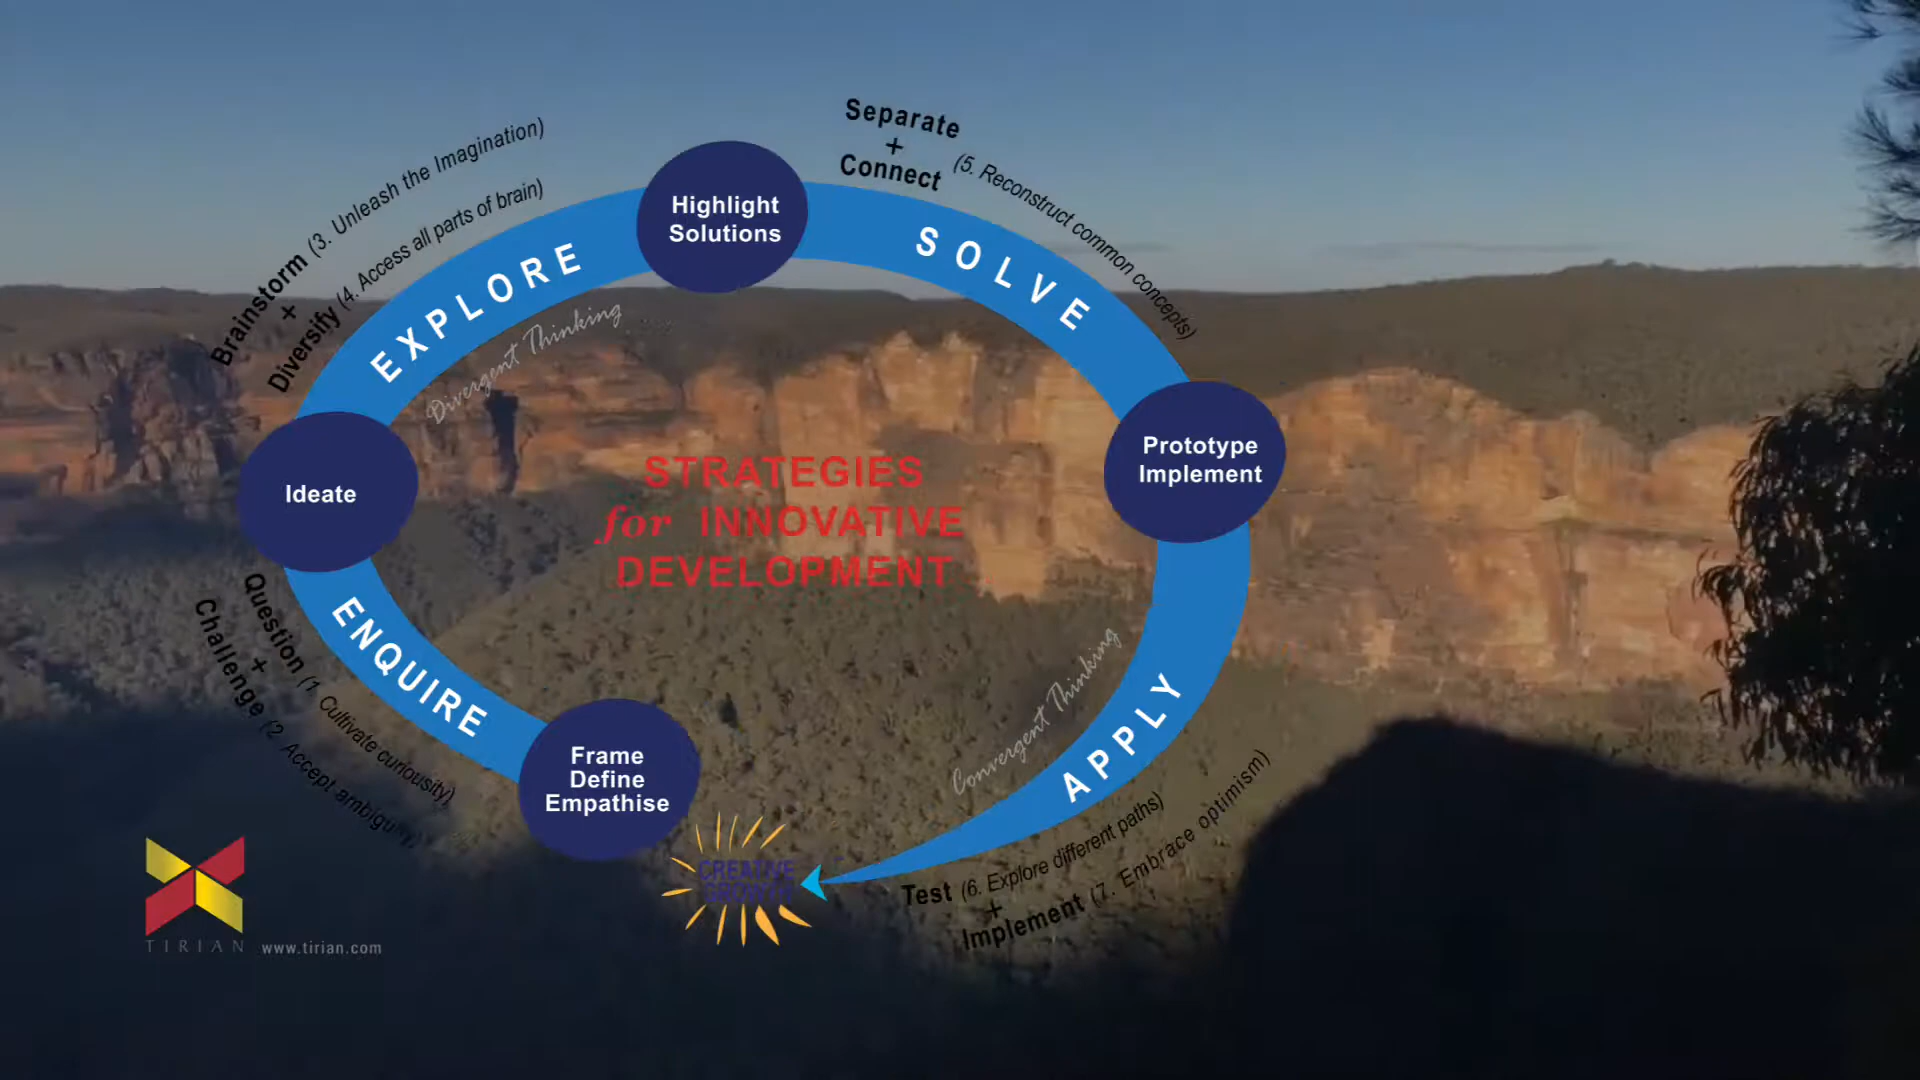 STRATEGIES
for INNOVATIVE
DEVELOPMENT
Frame
Define
Empathise
ENQUIRE
Question (1. Cultivate curiousity)
+
Challenge (2. Accept ambiguity)
Ideate
EXPLORE
Brainstorm (3. Unleash the Imagination)
+
Diversify (4. Access all parts of brain)
Divergent Thinking
Highlight
Solutions
SOLVE
Separate
+
Connect (5. Reconstruct common concepts)
Prototype
Implement
APPLY
Convergent Thinking
Test (6. Explore different paths)
+
Implement (7. Embrace optimism)
CREATIVE
GROWTH
TIRIAN
www.tirian.com